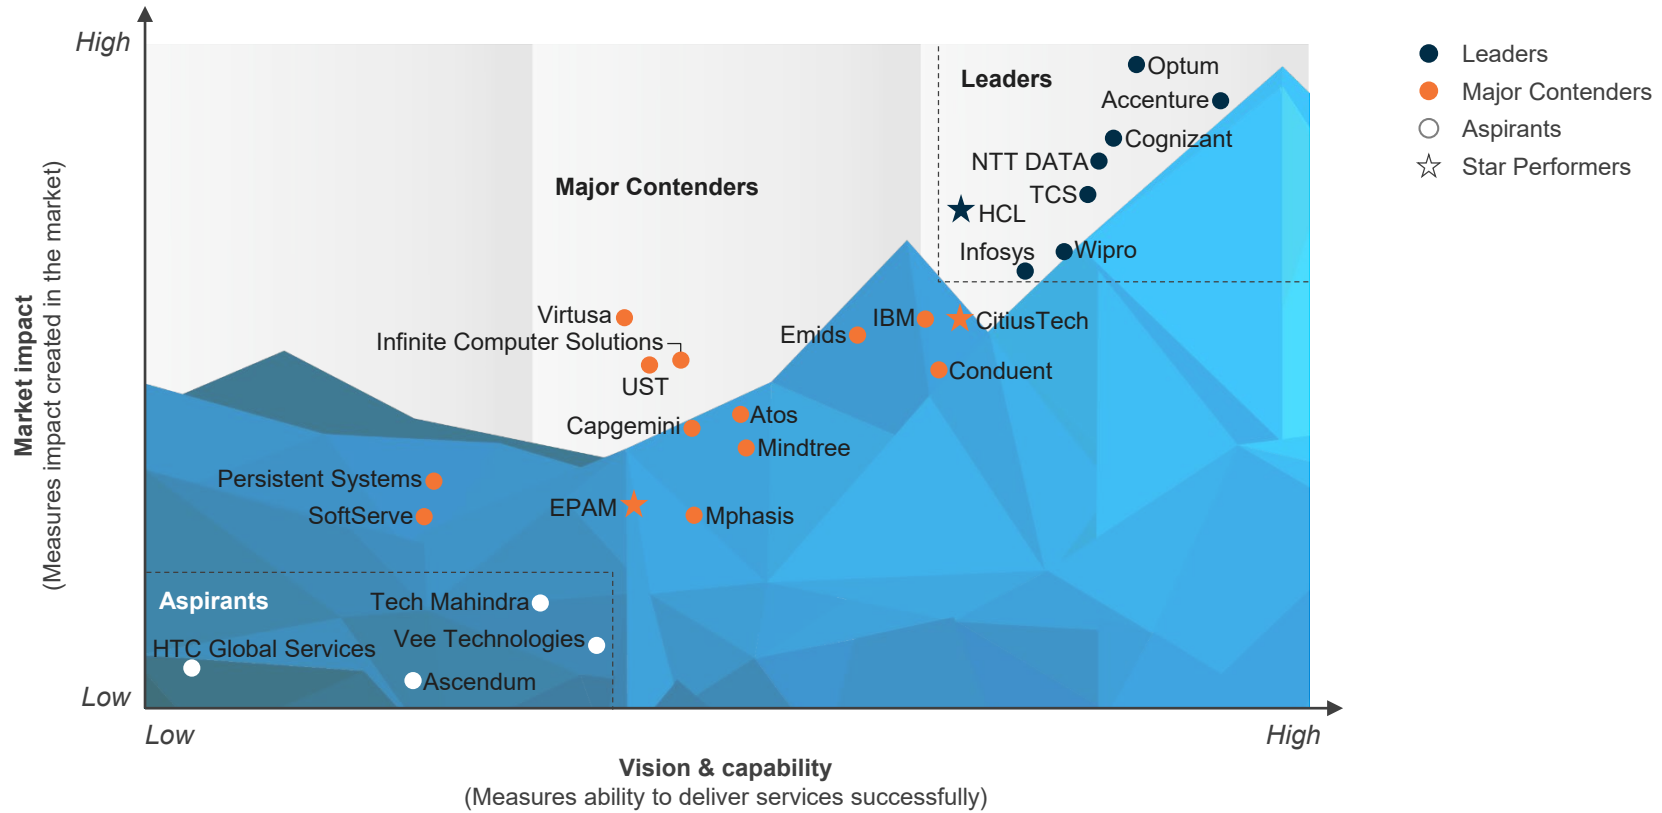 High
Leaders
Optum
Accenture
Cognizant
NTT DATA
TCS
HCL
Infosys
Wipro
Major Contenders
Virtusa
Infinite Computer Solutions
UST
Emids
IBM
CitiusTech
Conduent
Capgemini
Atos
Mindtree
Persistent Systems
SoftServe
EPAM
Mphasis
Aspirants
Tech Mahindra
Vee Technologies
HTC Global Services
Ascendum
Low
Low
High
Market impact
(Measures impact created in the market)
Vision & capability
(Measures ability to deliver services successfully)
Leaders
Major Contenders
Aspirants
Star Performers